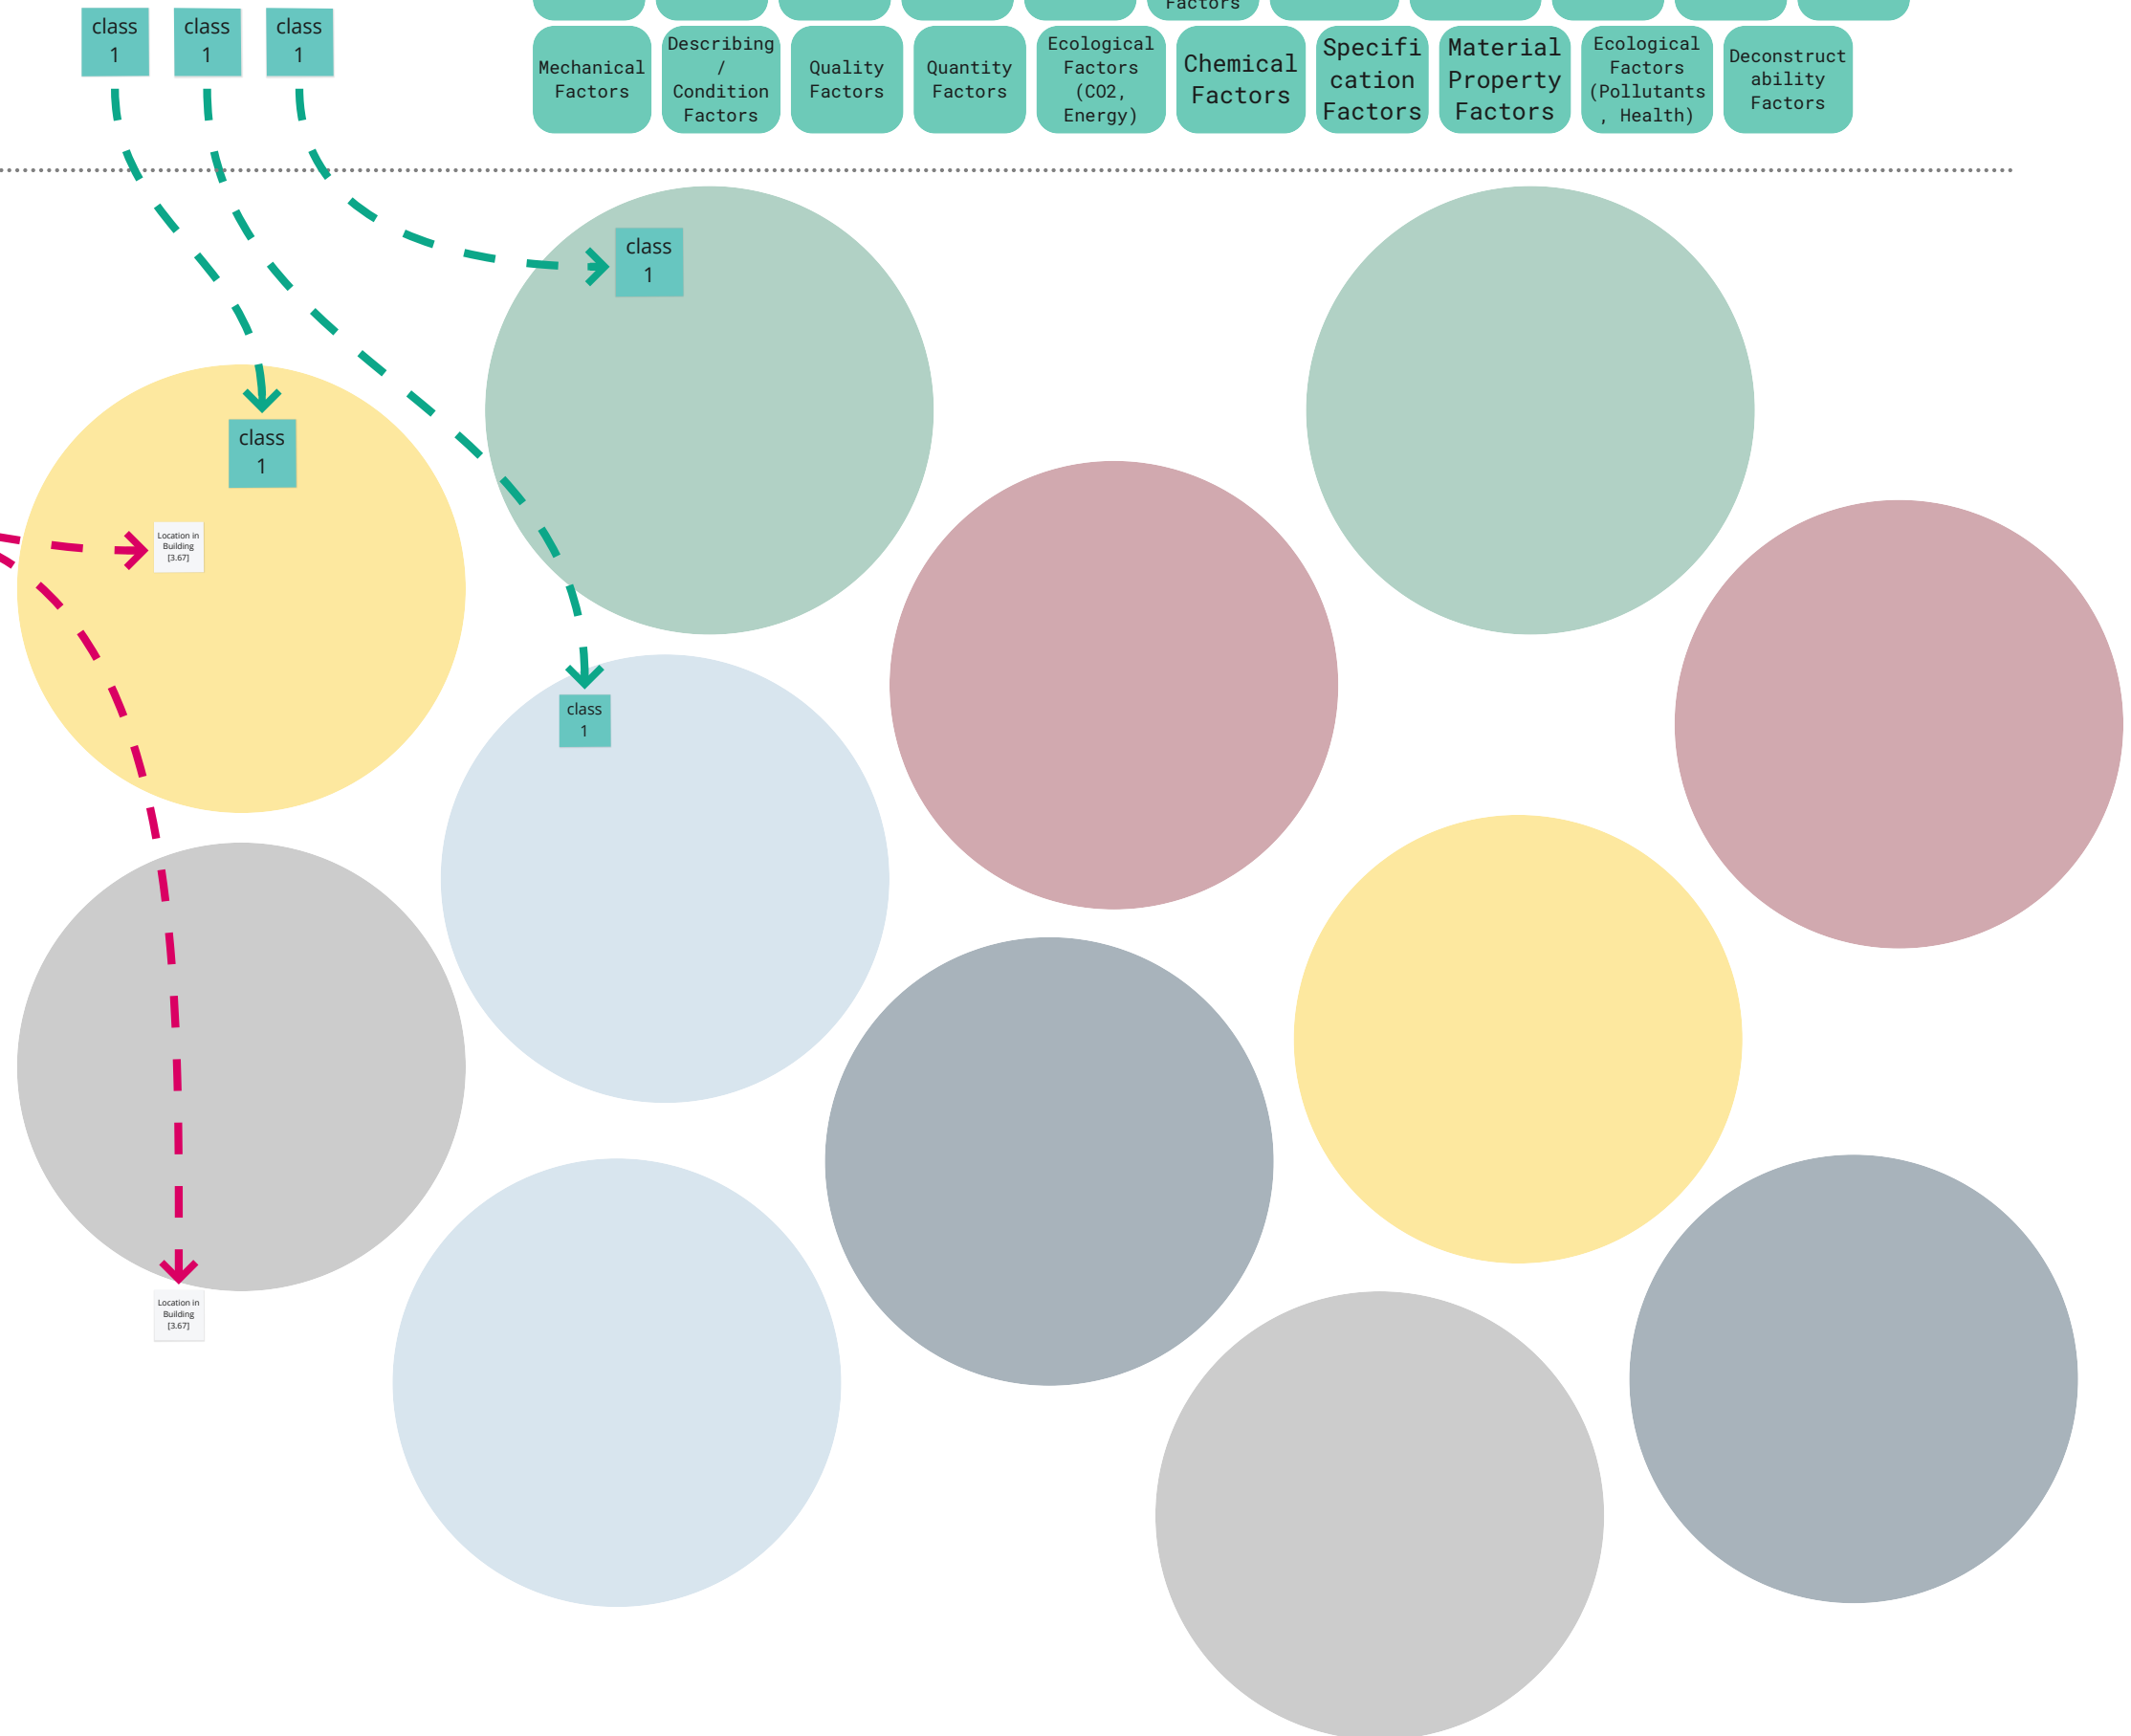 Factors
class
1
class
1
class
1
Mechanical
Factors
Describing
/
Condition
Factors
Quality
Factors
Quantity
Factors
Ecological
Factors
(CO2,
Energy)
Chemical
Factors
Specifi
cation
Factors
Material
Property
Factors
Ecological
Factors
(Pollutants
, Health)
Deconstruct
ability
Factors
class
1
class
1
Location in
Building
[3.67]
class
1
Location in
Building
[3.67]